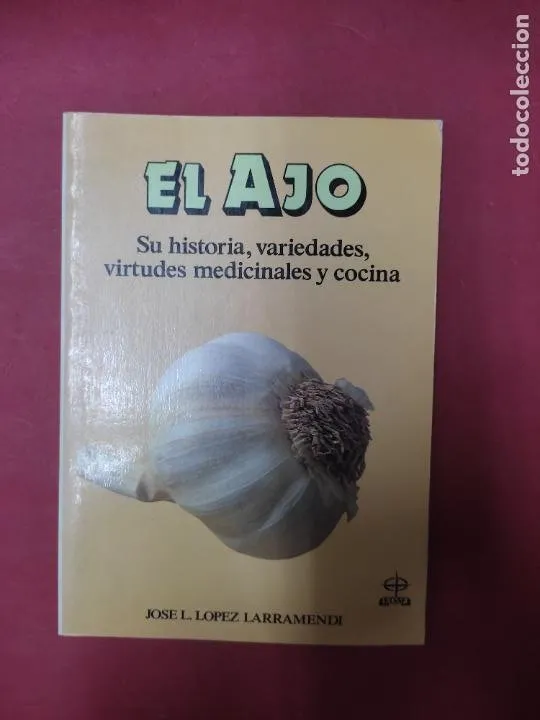 EL AJO
Su historia, variedades,
virtudes medicinales y cocina
JOSE L. LOPEZ LARRAMENDI
todocoleccion